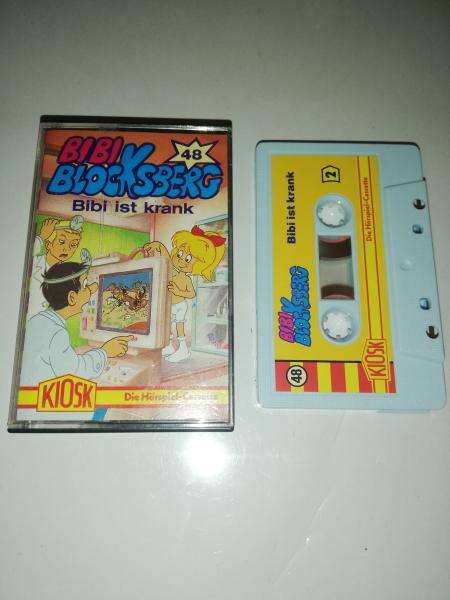 BIBI
BLOCKSBERG
48
Bibi ist krank
KIOSK
Die Hörspiel-Cassette
48
BIBI
BLOCKSBERG
Bibi ist krank
2
KIOSK
Die Hörspiel-Cassette